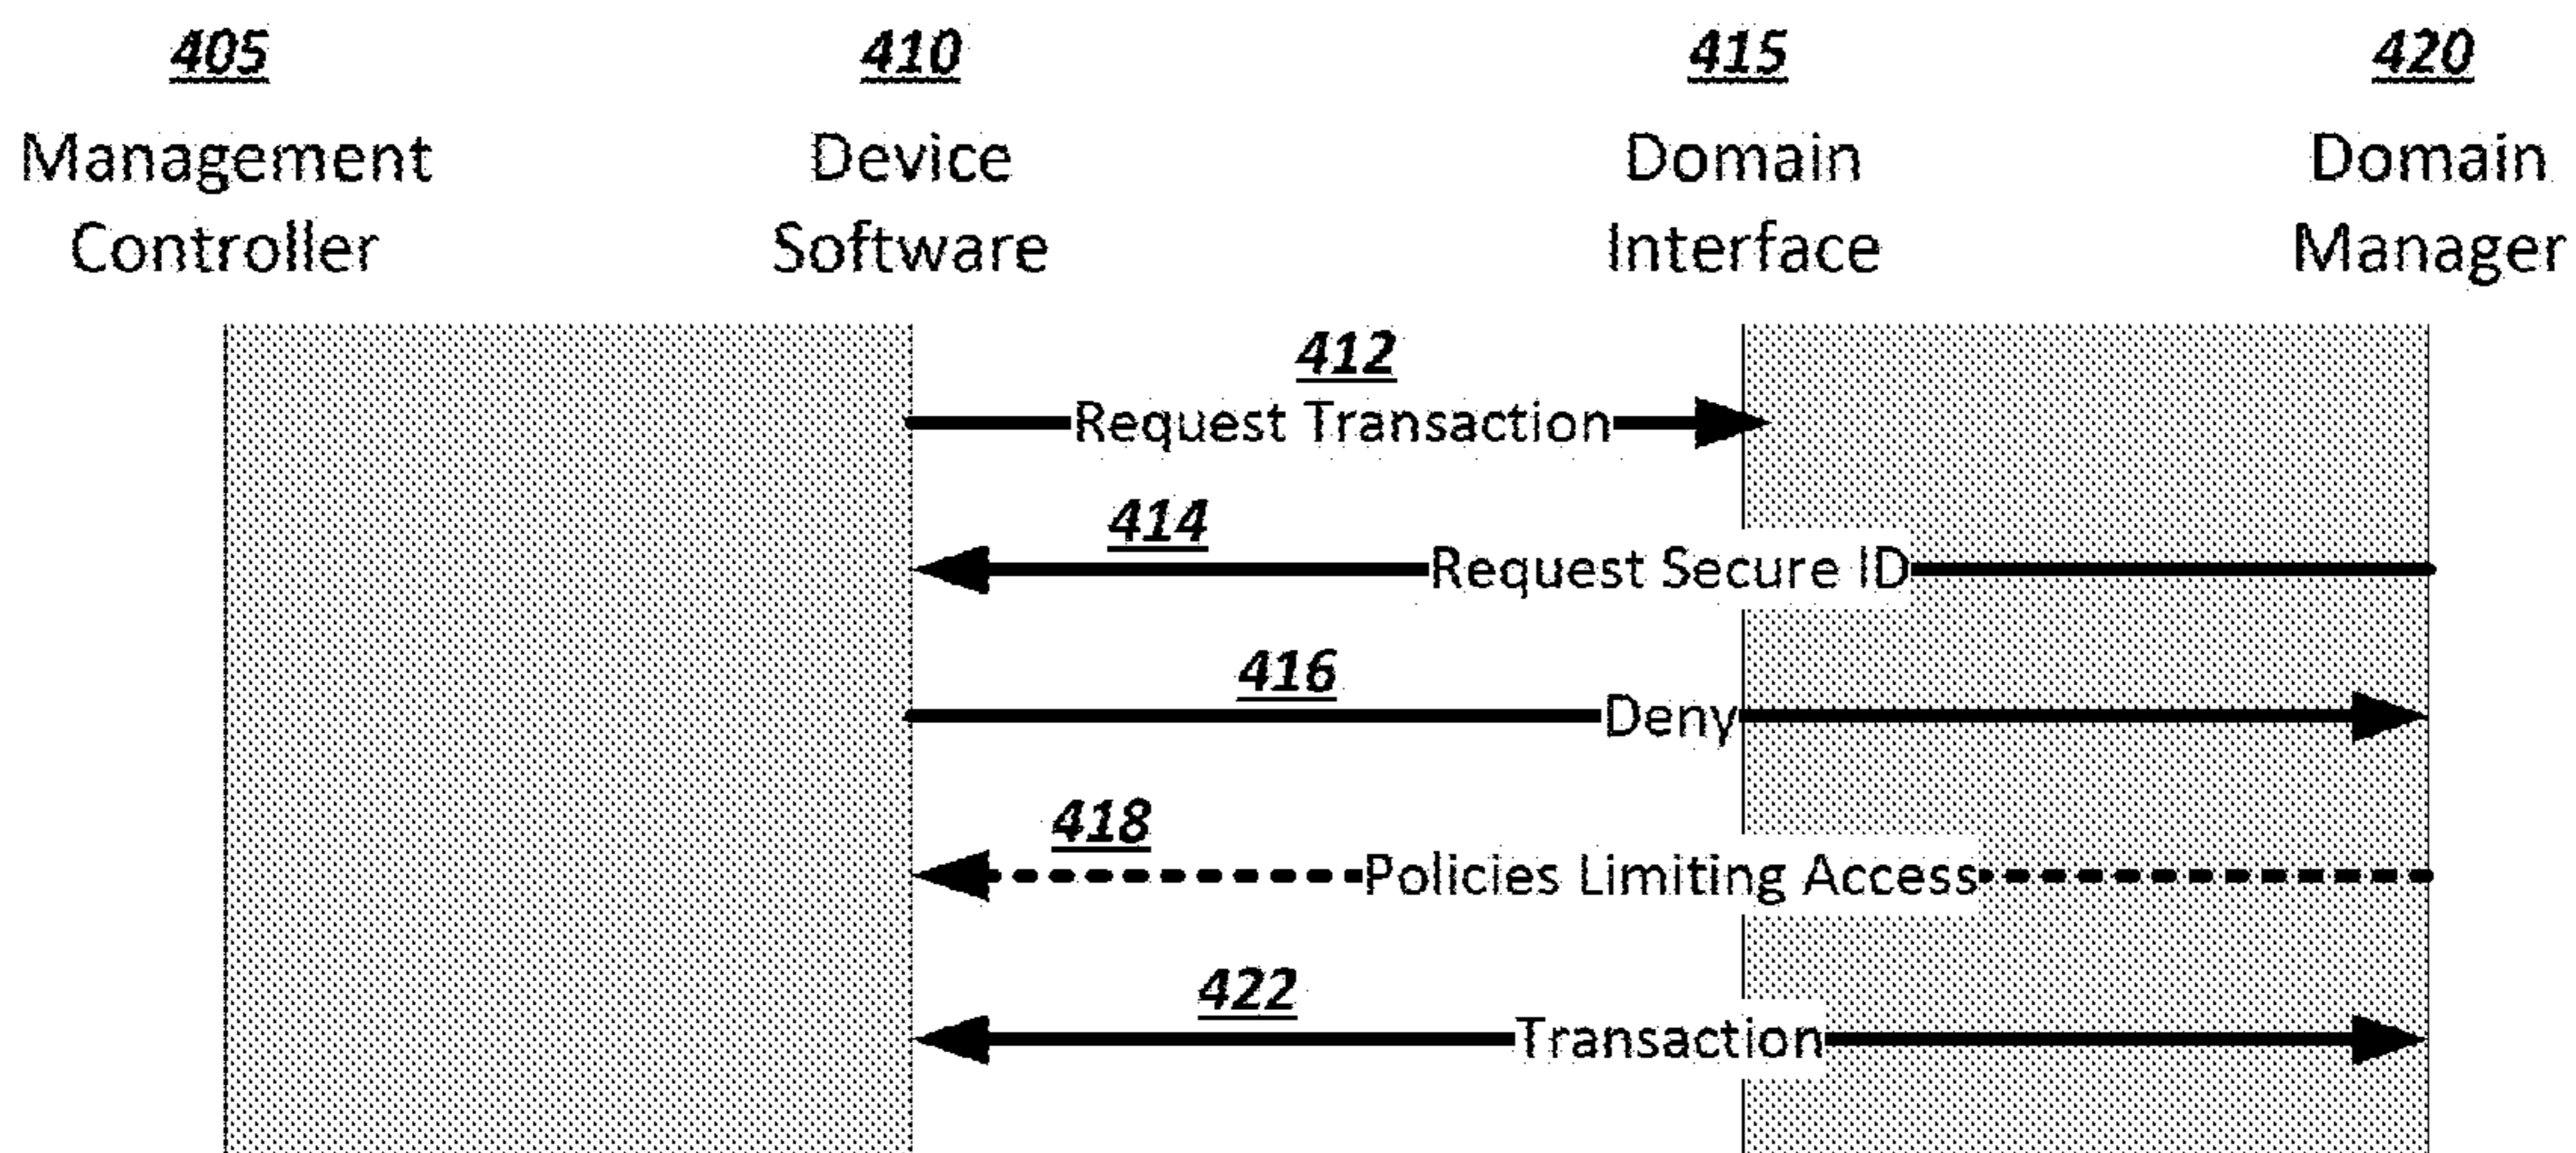 405 410 415 420
Management Device Domain Domain
Controller Software Interface Manager
412
Request Transaction
414
Request Secure ID
416
Deny
418
Policies Limiting Access
422
Transaction